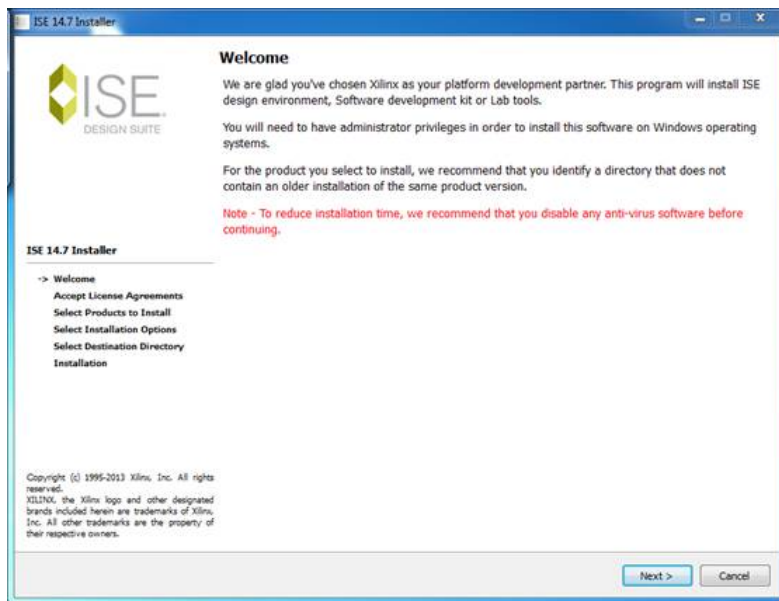 ISE 14.7 Installer
ISE
DESIGN SUITE
Welcome
We are glad you've chosen Xilinx as your platform development partner. This program will install ISE
design environment, Software development kit or Lab tools.
You will need to have administrator privileges in order to install this software on Windows operating
systems.
For the product you select to install, we recommend that you identify a directory that does not
contain an older installation of the same product version.
Note - To reduce installation time, we recommend that you disable any anti-virus software before
continuing.
ISE 14.7 Installer
-> Welcome
Accept License Agreements
Select Products to Install
Select Installation Options
Select Destination Directory
Installation
Copyright (c) 1995-2013 Xilinx, Inc. All rights
reserved.
XILINX, the Xilinx logo and other designated
brands included herein are trademarks of Xilinx,
Inc. All other trademarks are the property of
their respective owners.
Next >
Cancel